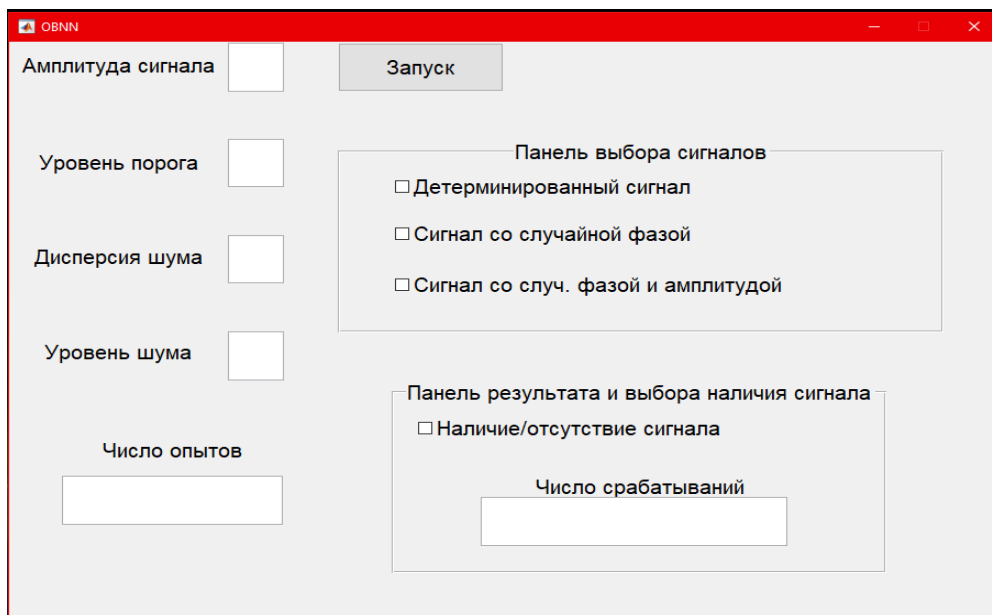 OBNN
Амплитуда сигнала
Запуск
Уровень порога
Панель выбора сигналов
Детерминированный сигнал
Сигнал со случайной фазой
Дисперсия шума
Сигнал со случ. фазой и амплитудой
Уровень шума
Панель результата и выбора наличия сигнала
Наличие/отсутствие сигнала
Число опытов
Число срабатываний